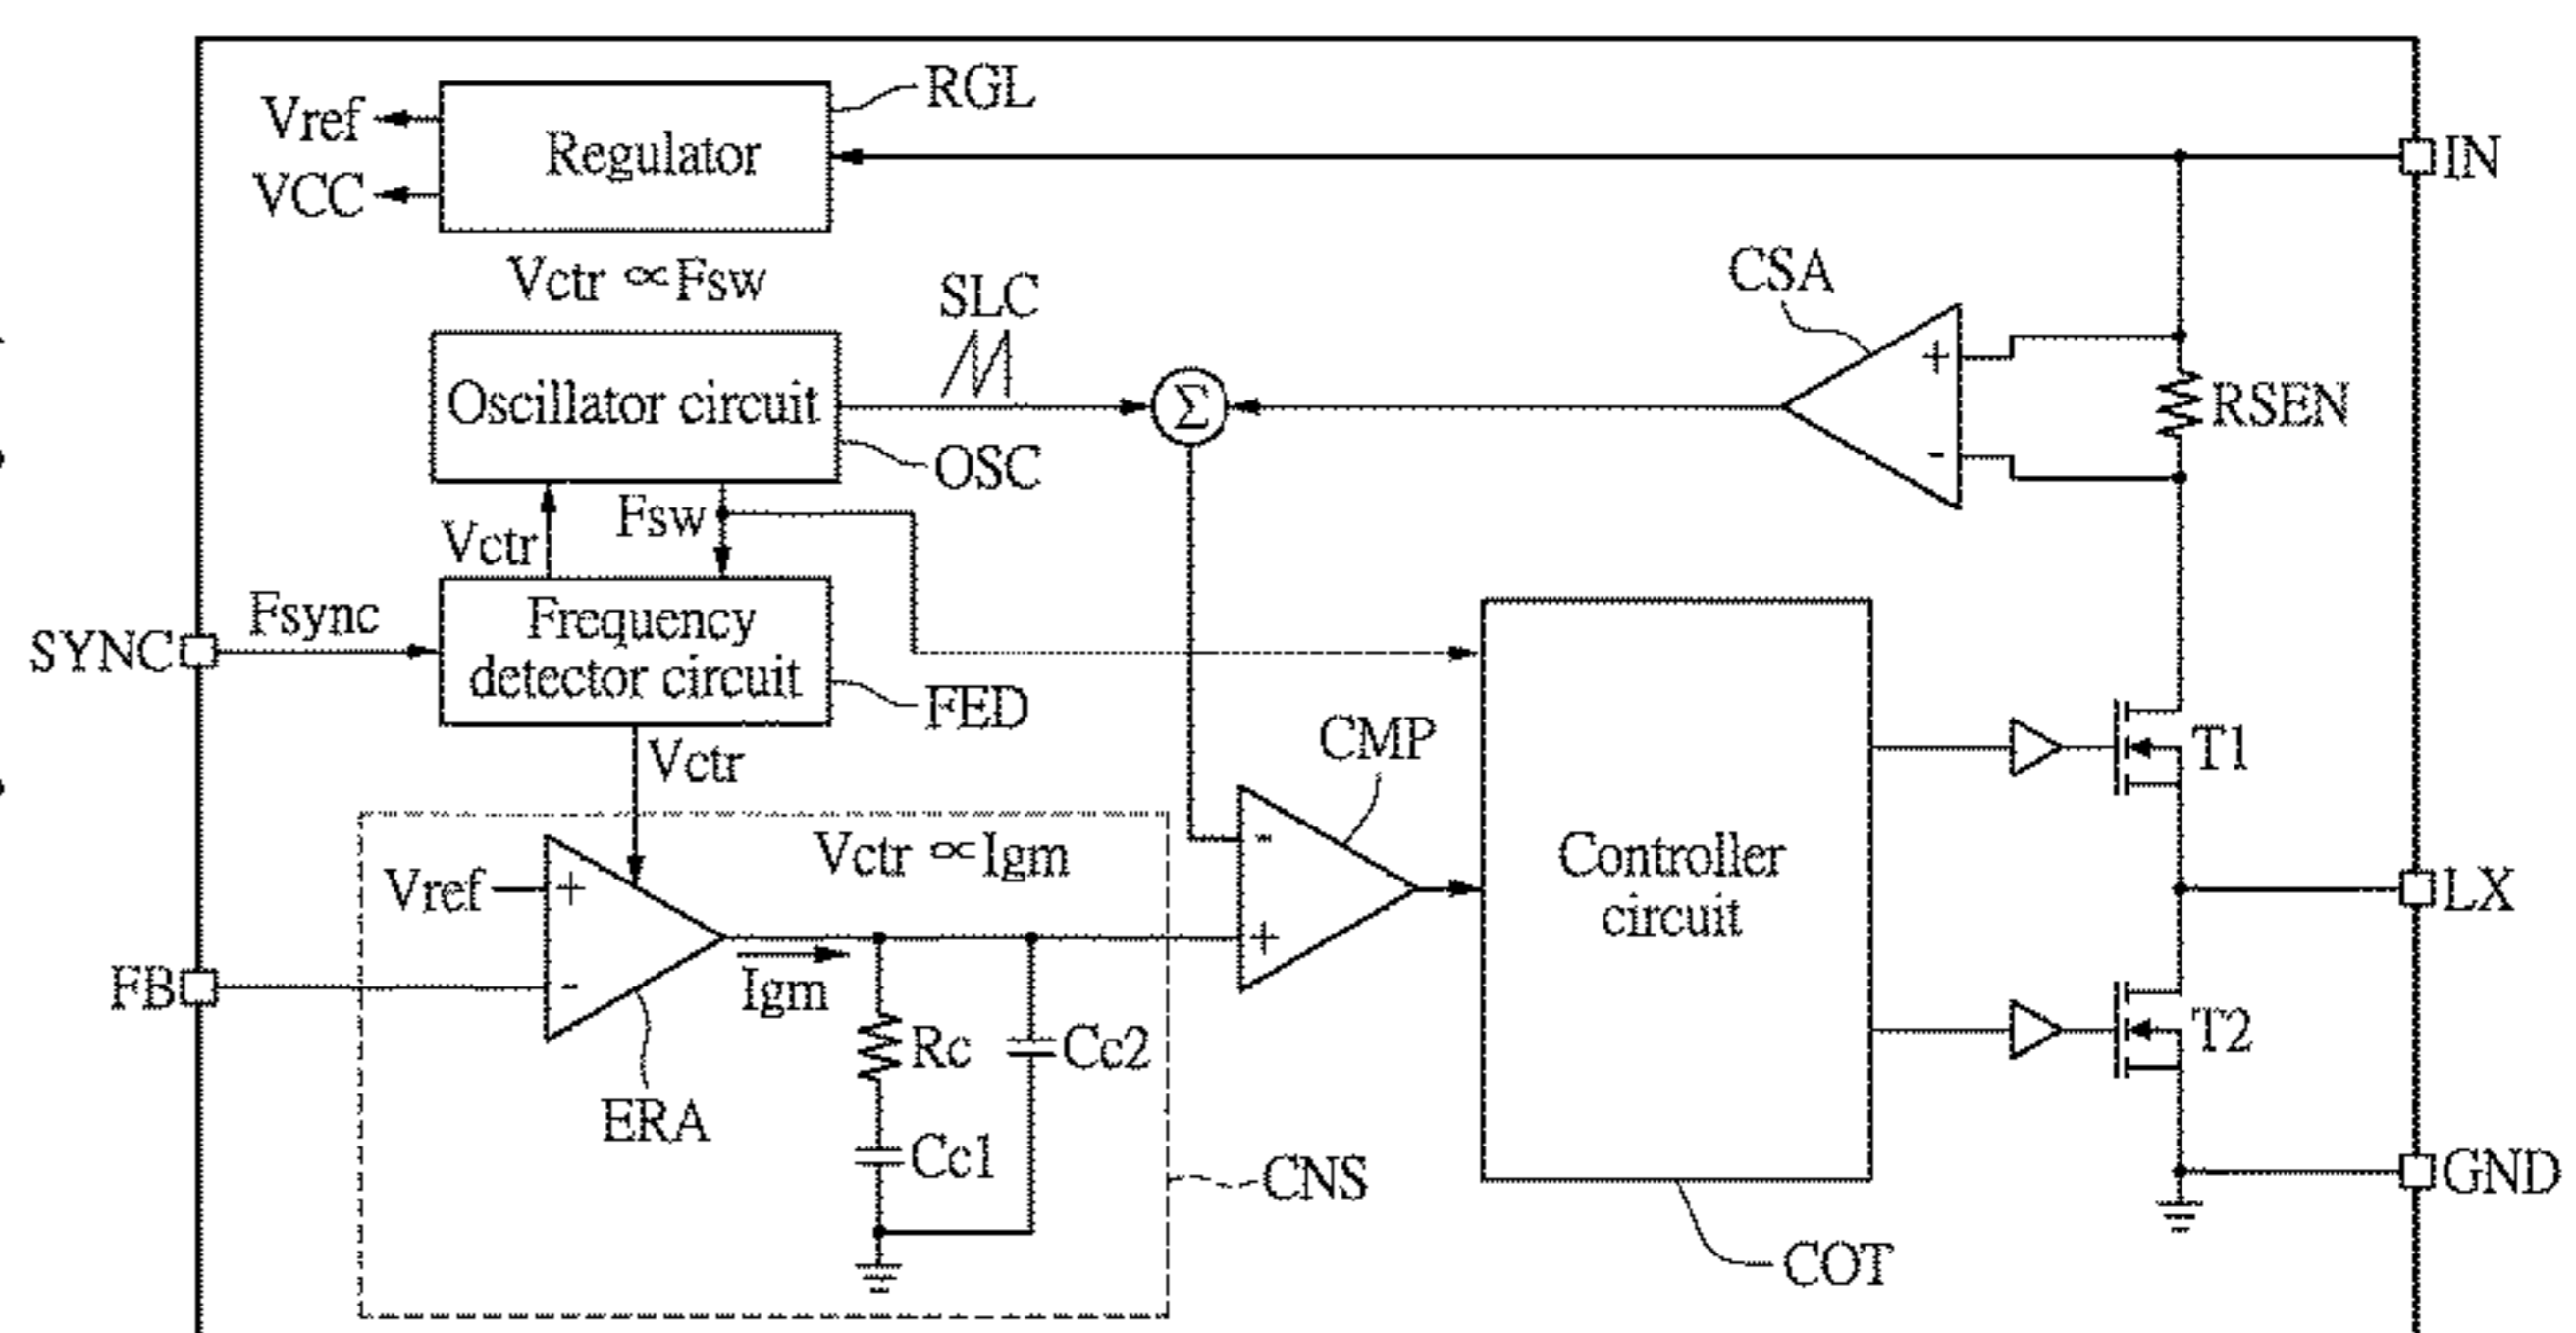 RGL
Vref
Regulator
IN
VCC
Vctr ∝Fsw
SLC
CSA
+
Oscillator circuit
Σ
RSEN
-
OSC
Fsw
Vctr
Fsync
Frequency
detector circuit
SYNC
FED
CMP
T1
Vctr
Vctr ∝Igm
-
Controller
circuit
Vref
+
LX
+
FB
-
Igm
Rc
Cc2
T2
ERA
Cc1
CNS
GND
COT